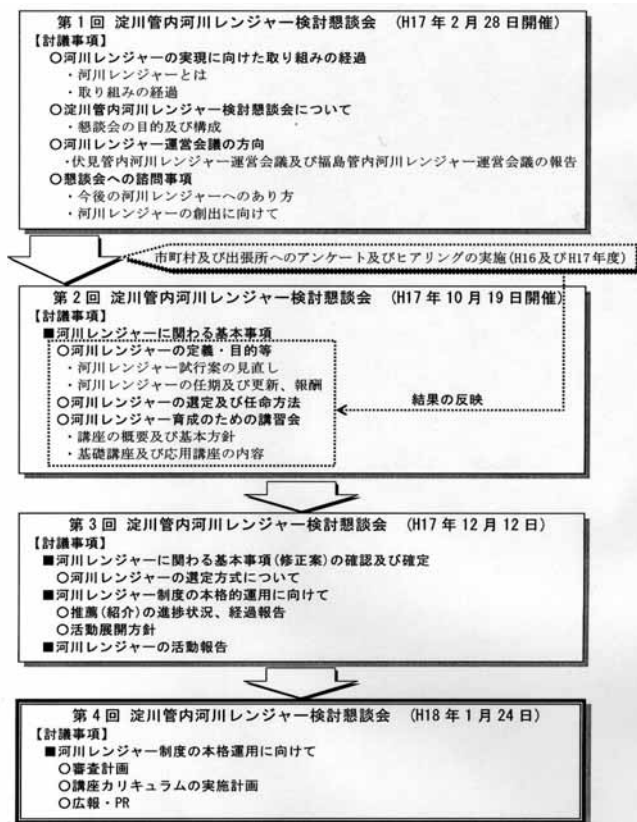 第1回 淀川管内河川レンジャー検討懇談会 (H17年2月28日開催)
【討議事項】
○河川レンジャーの実現に向けた取り組みの経過
・河川レンジャーとは
・取り組みの経過
○淀川管内河川レンジャー検討懇談会について
・懇談会の目的及び構成
○河川レンジャー運営会議の方向
・伏見管内河川レンジャー運営会議及び福島管内河川レンジャー運営会議の報告
○懇談会への諮問事項
・今後の河川レンジャーへのあり方
・河川レンジャーの創出に向けて
市町村及び出張所へのアンケート及びヒアリングの実施(H16及びH17年度)
第2回 淀川管内河川レンジャー検討懇談会 (H17年10月19日開催)
【討議事項】
■河川レンジャーに関わる基本事項
○河川レンジャーの定義・目的等
・河川レンジャー試行案の見直し
・河川レンジャーの任期及び更新、報酬
○河川レンジャーの選定及び任命方法
○河川レンジャー育成のための講習会
・講座の概要及び基本方針
・基礎講座及び応用講座の内容
結果の反映
第3回 淀川管内河川レンジャー検討懇談会 (H17年12月12日)
【討議事項】
■河川レンジャーに関わる基本事項(修正案)の確認及び確定
○河川レンジャーの選定方式について
■河川レンジャー制度の本格的運用に向けて
○推薦(紹介)の進捗状況、経過報告
○活動展開方針
■河川レンジャーの活動報告
第4回 淀川管内河川レンジャー検討懇談会 (H18年1月24日)
【討議事項】
■河川レンジャー制度の本格運用に向けて
○審査計画
○講座カリキュラムの実施計画
○広報・PR